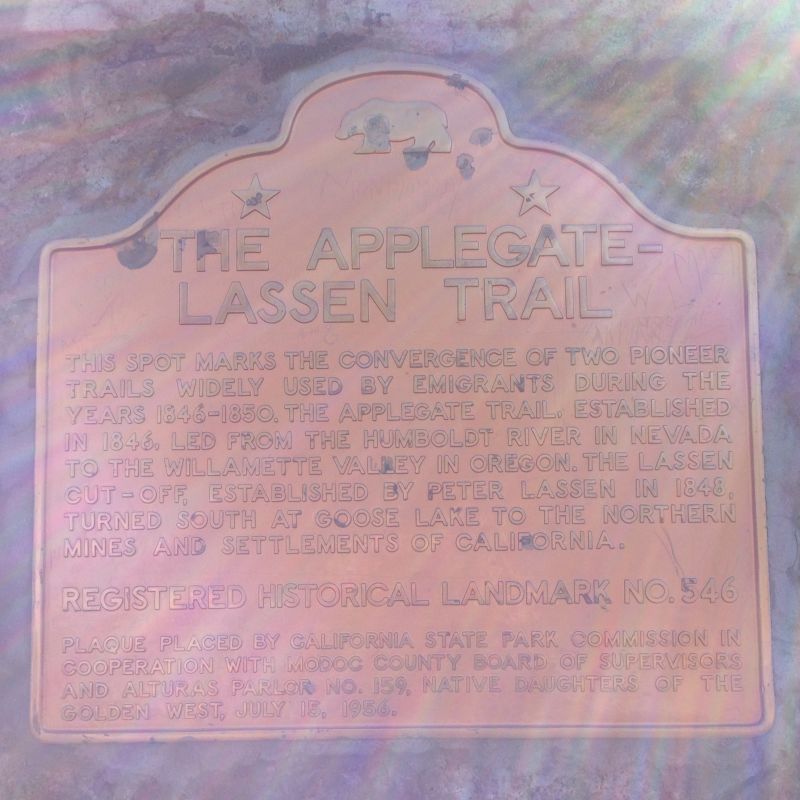 THE APPLEGATE-
LASSEN TRAIL
THIS SPOT MARKS THE CONVERGENCE OF TWO PIONEER
TRAILS WIDELY USED BY EMIGRANTS DURING THE
YEARS 1846-1850. THE APPLEGATE TRAIL, ESTABLISHED
IN 1846, LED FROM THE HUMBOLDT RIVER IN NEVADA
TO THE WILLAMETTE VALLEY IN OREGON. THE LASSEN
CUT-OFF, ESTABLISHED BY PETER LASSEN IN 1848,
TURNED SOUTH AT GOOSE LAKE TO THE NORTHERN
MINES AND SETTLEMENTS OF CALIFORNIA.
REGISTERED HISTORICAL LANDMARK NO. 546
PLAQUE PLACED BY CALIFORNIA STATE PARK COMMISSION IN
COOPERATION WITH MODOC COUNTY BOARD OF SUPERVISORS
AND ALTURAS PARLOR NO. 159, NATIVE DAUGHTERS OF THE
GOLDEN WEST, JULY 15, 1956.